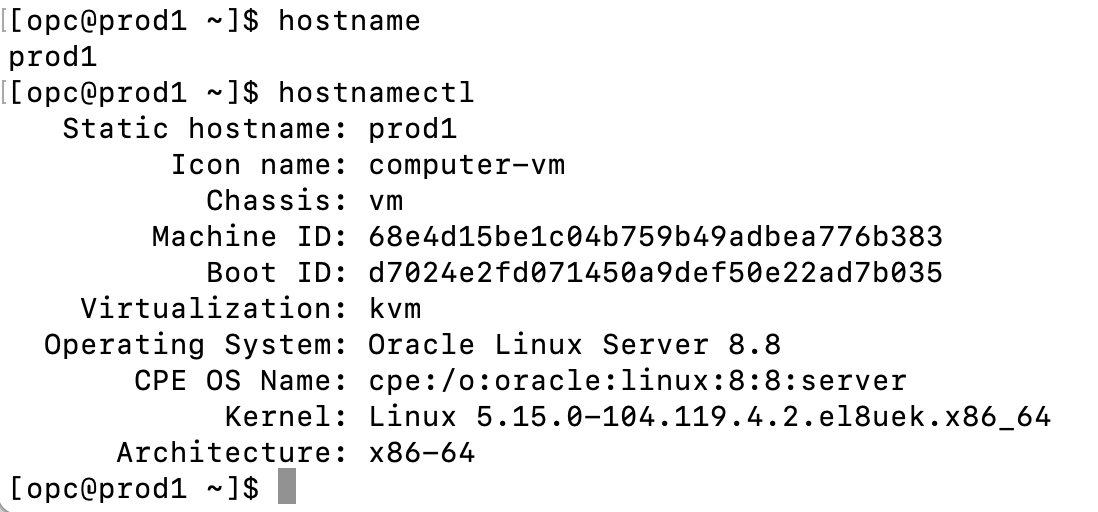 [[opc@prod1 ~]$ hostname
prod1
[[opc@prod1 ~]$ hostnamectl
   Static hostname: prod1
         Icon name: computer-vm
           Chassis: vm
        Machine ID: 68e4d15be1c04b759b49adbea776b383
           Boot ID: d7024e2fd071450a9def50e22ad7b035
    Virtualization: kvm
  Operating System: Oracle Linux Server 8.8
       CPE OS Name: cpe:/o:oracle:linux:8:8:server
            Kernel: Linux 5.15.0-104.119.4.2.el8uek.x86_64
      Architecture: x86-64
[opc@prod1 ~]$